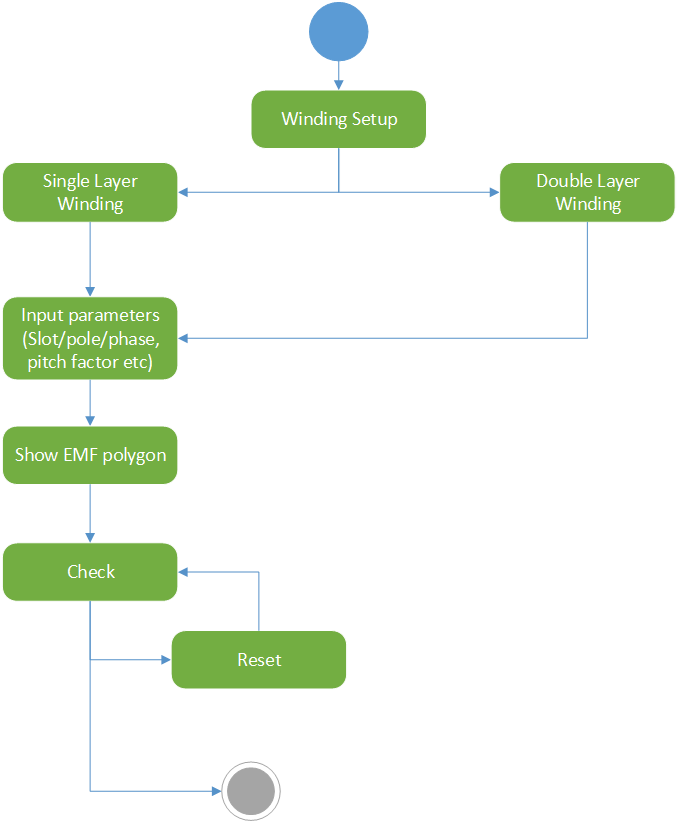 Winding Setup
Single Layer
Winding
Double Layer
Winding
Input parameters
(Slot/pole/phase,
pitch factor etc)
Show EMF polygon
Check
Reset